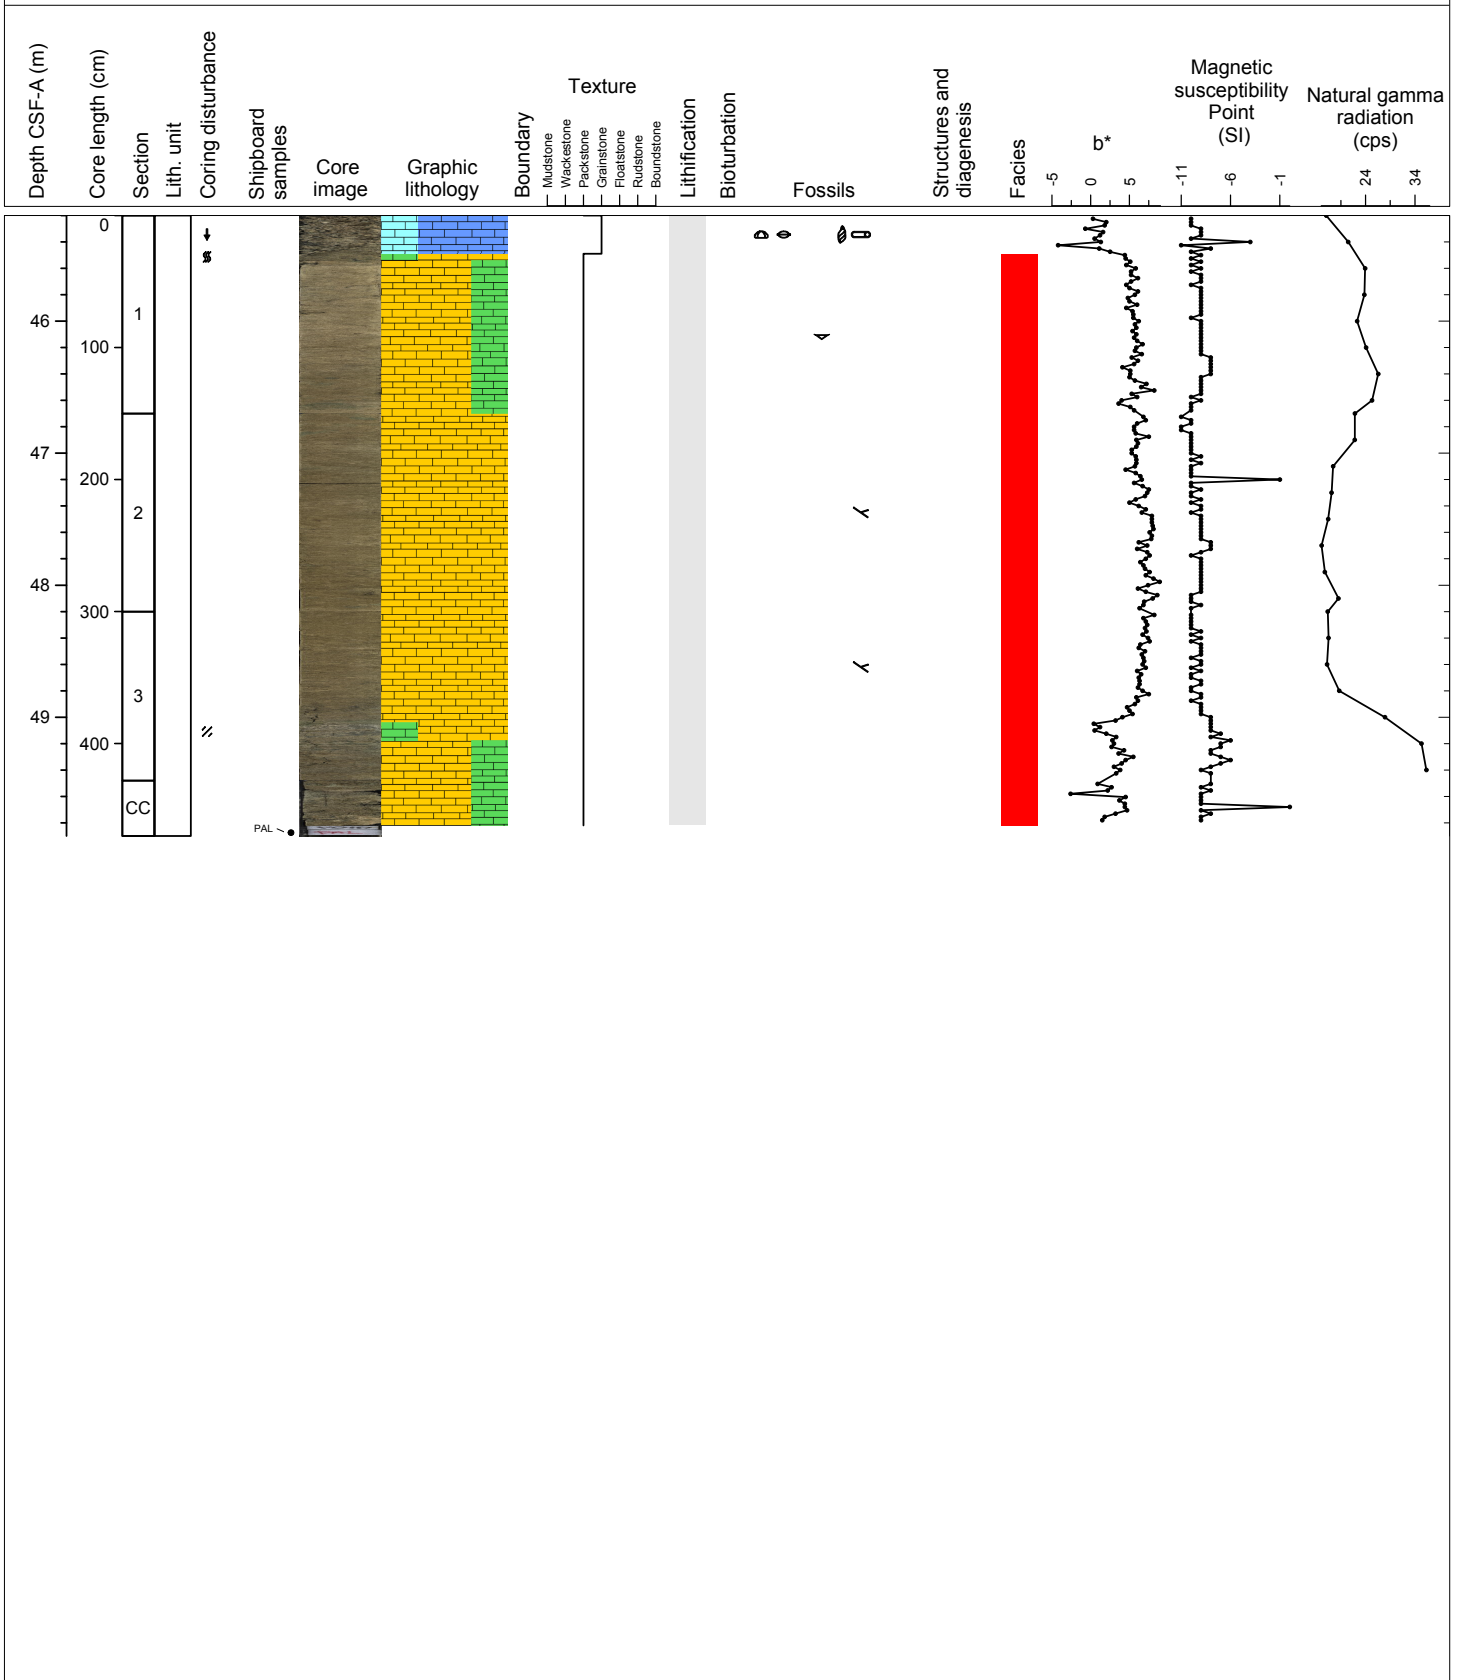 Depth CSF-A (m)
Core length (cm)
Section
Lith. unit
Coring disturbance
Shipboard
samples
Core
image
Graphic
lithology
Boundary
Texture
Mudstone
Wackestone
Packstone
Grainstone
Floatstone
Rudstone
Boundstone
Lithification
Bioturbation
Fossils
Structures and
diagenesis
Facies
b*
-5
0
5
Magnetic
susceptibility
Point
(SI)
-11
-6
-1
Natural gamma
radiation
(cps)
24
34
0
1
46
100
47
200
2
48
300
3
49
400
CC
PAL